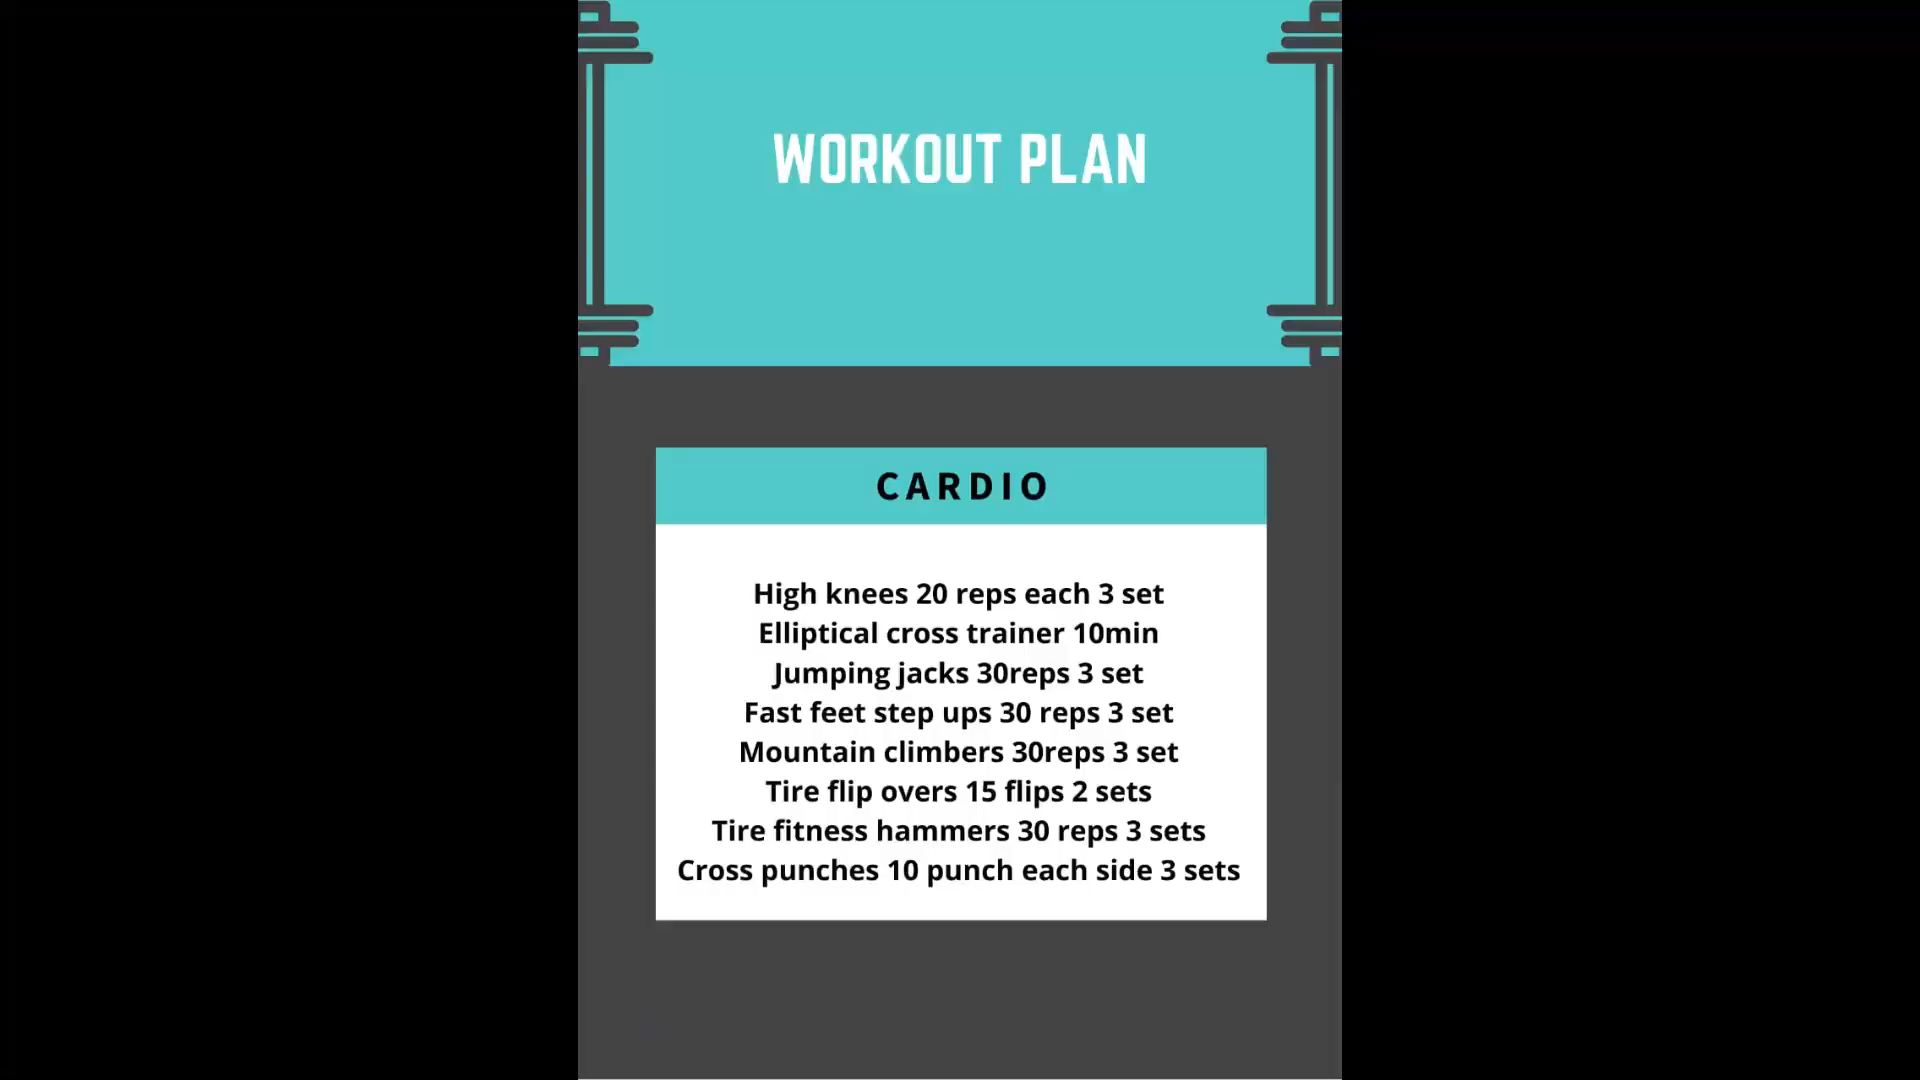 WORKOUT PLAN
CARDIO
High knees 20 reps each 3 set
Elliptical cross trainer 10min
Jumping jacks 30reps 3 set
Fast feet step ups 30 reps 3 set
Mountain climbers 30reps 3 set
Tire flip overs 15 flips 2 sets
Tire fitness hammers 30 reps 3 sets
Cross punches 10 punch each side 3 sets